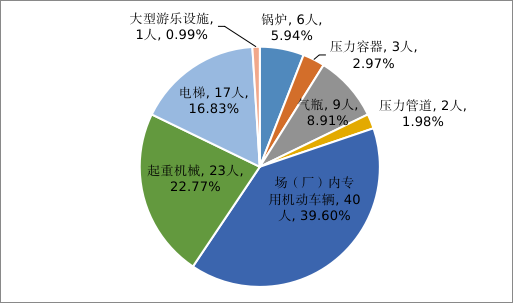 大型游乐设施,
1人, 0.99%
锅炉, 6人,
5.94%
压力容器, 3人,
2.97%
气瓶, 9人,
8.91%
压力管道, 2人,
1.98%
场（厂）内专
用机动车辆, 40
人, 39.60%
起重机械, 23人,
22.77%
电梯, 17人,
16.83%